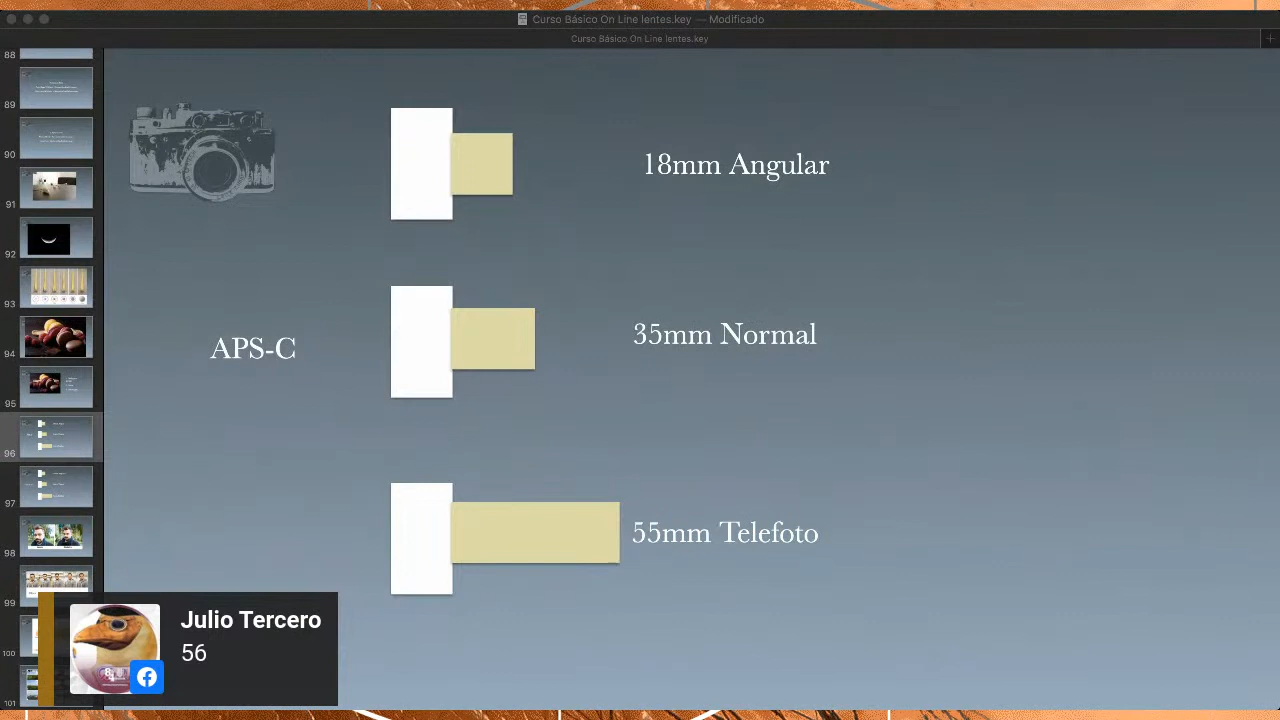 Curso Básico On Line lentes.key — Modificado
Curso Básico On Line lentes.key
88
89
90
91
92
93
94
95
96
97
98
99
100
101
18mm Angular
APS-C
35mm Normal
55mm Telefoto
Julio Tercero
56